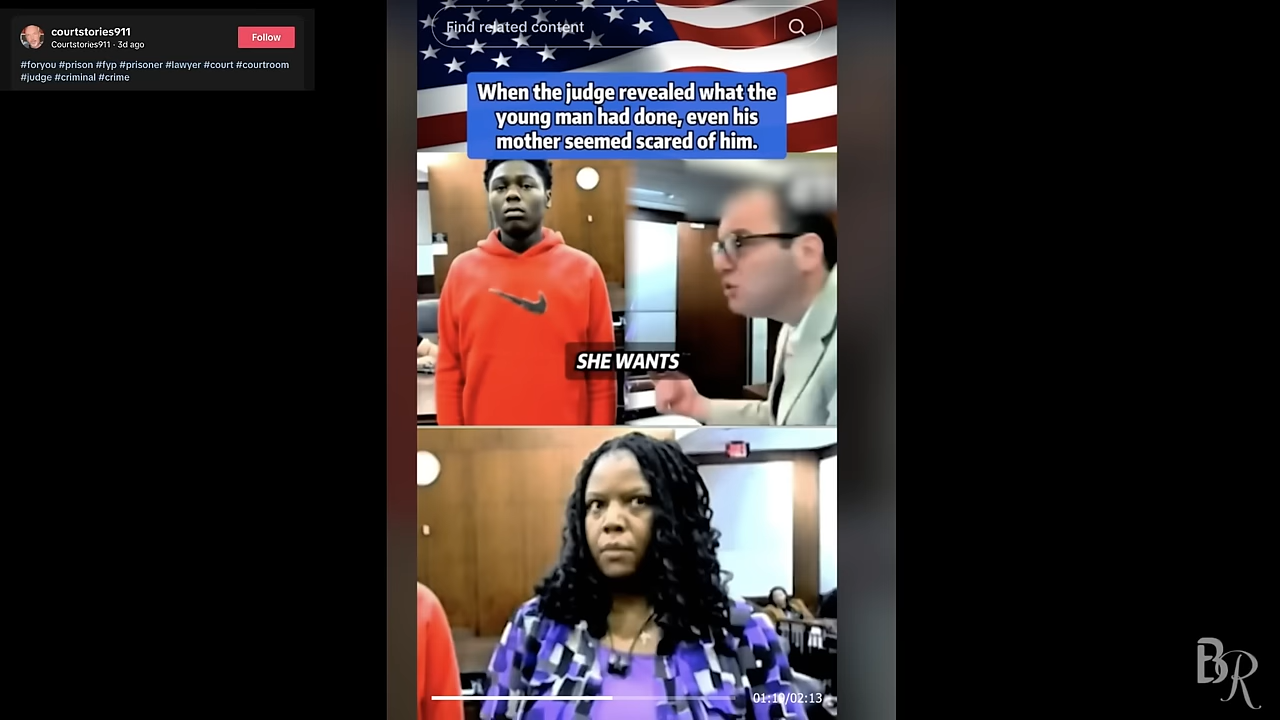 courtstories911
Courtstories911
ago
Follow
#foryou #prison #fyp #prisoner #lawyer #court #courtroom
#judge #criminal #crime
Find related content
When the judge revealed what the
young man had done, even his
mother seemed scared of him.
SHE WANTS
01:10/02:13
BR